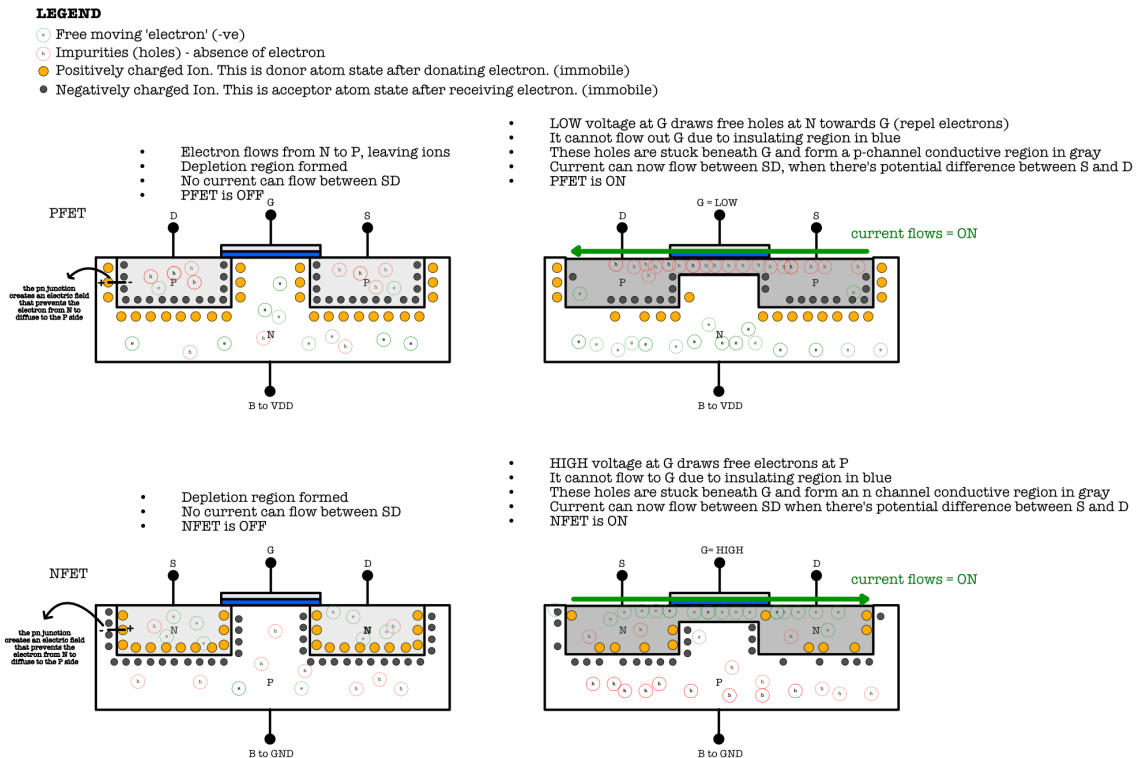 LEGEND
Free moving 'electron' (-ve)
Impurities (holes) - absence of electron
Positively charged Ion. This is donor atom state after donating electron. (immobile)
Negatively charged Ion. This is acceptor atom state after receiving electron. (immobile)
• Electron flows from N to P, leaving ions
• Depletion region formed
• No current can flow between SD
• PFET is OFF
• LOW voltage at G draws free holes at N towards G (repel electrons)
• It cannot flow out G due to insulating region in blue
• These holes are stuck beneath G and form a p-channel conductive region in gray
• Current can now flow between SD, when there's potential difference between S and D
• PFET is ON
PFET
D
G
S
the pn junction
creates an electric field
that prevents the
electron from N to
diffuse to the P side
+ -
P
P
N
B to VDD
G = LOW
D
S
current flows = ON
P
P
N
B to VDD
• Depletion region formed
• No current can flow between SD
• NFET is OFF
• HIGH voltage at G draws free electrons at P
• It cannot flow to G due to insulating region in blue
• These holes are stuck beneath G and form an n channel conductive region in gray
• Current can now flow between SD when there's potential difference between S and D
• NFET is ON
NFET
S
G
D
the pn junction
creates an electric field
that prevents the
electron from N to
diffuse to the P side
- +
N
N
P
B to GND
G= HIGH
S
D
current flows = ON
N
N
P
B to GND